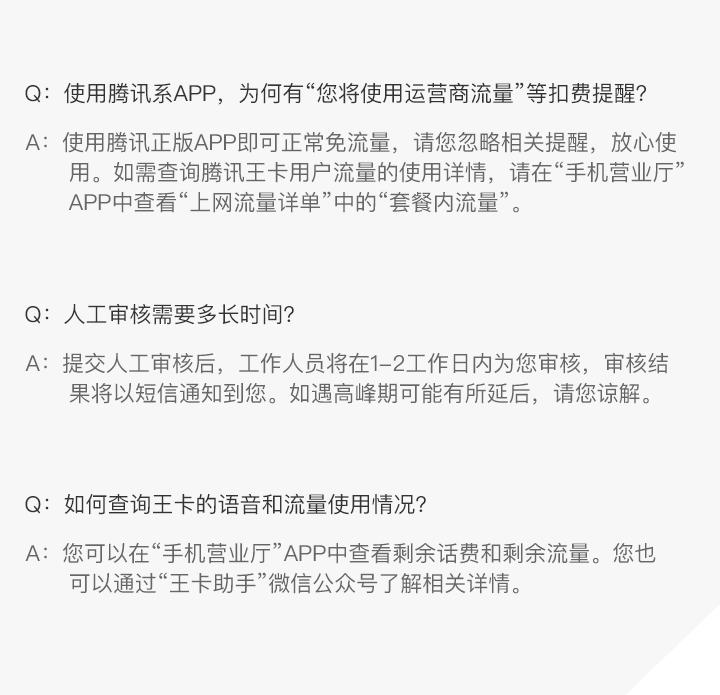 Q：使用腾讯系APP，为何有“您将使用运营商流量”等扣费提醒？
A：使用腾讯正版APP即可正常免流量，请您忽略相关提醒，放心使
用。如需查询腾讯王卡用户流量的使用详情，请在“手机营业厅”
APP中查看“上网流量详单”中的“套餐内流量”。
Q：人工审核需要多长时间？
A：提交人工审核后，工作人员将在1-2工作日内为您审核，审核结
果将以短信通知到您。如遇高峰期可能有所延后，请您谅解。
Q：如何查询王卡的语音和流量使用情况？
A：您可以在“手机营业厅”APP中查看剩余话费和剩余流量。您也
可以通过“王卡助手”微信公众号了解相关详情。